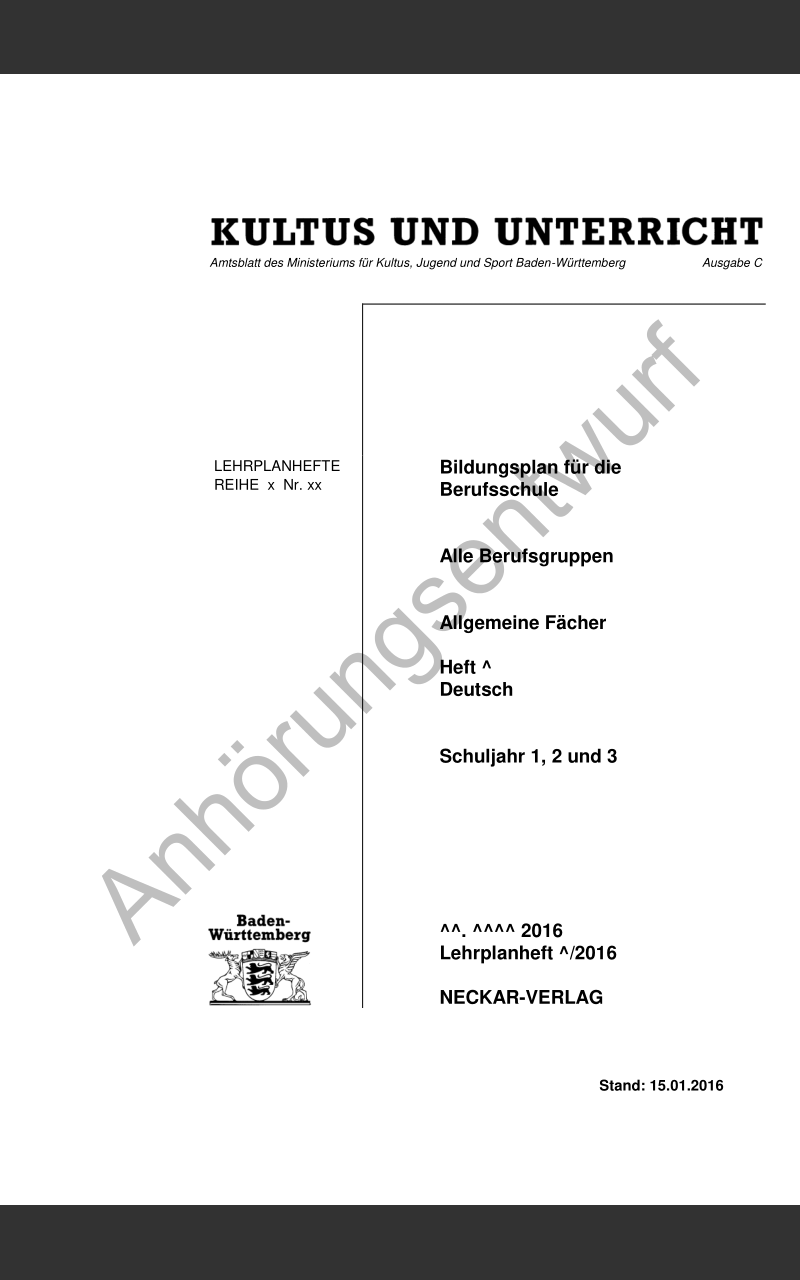 KULTUS UND UNTERRICHT
Amtsblatt des Ministeriums für Kultus, Jugend und Sport Baden-Württemberg Ausgabe C
Anhörungsentwurf
LEHRPLANHEFTE
REIHE x Nr. xx
Bildungsplan für die
Berufsschule
Alle Berufsgruppen
Allgemeine Fächer
Heft ^
Deutsch
Schuljahr 1, 2 und 3
Baden-
Württemberg
^^. ^^^^ 2016
Lehrplanheft ^/2016
NECKAR-VERLAG
Stand: 15.01.2016